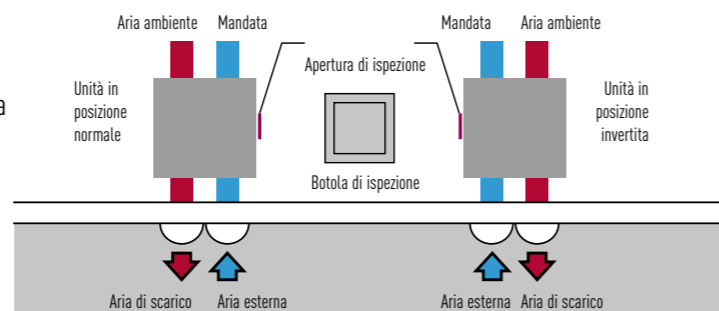 Aria ambiente
Mandata
Mandata
Aria ambiente
Apertura di ispezione
Unità in
posizione
normale
Unità in
posizione
invertita
a
Botola di ispezione
Aria di scarico
Aria esterna
Aria esterna
Aria di scarico